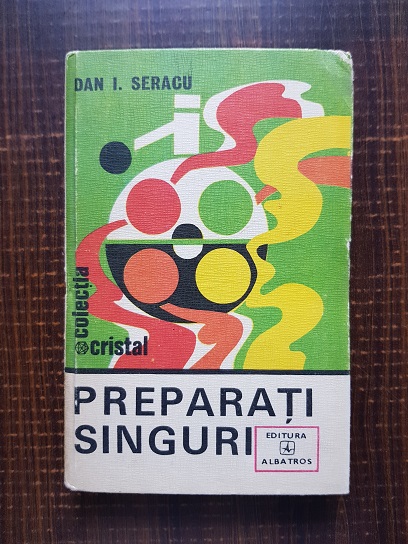 DAN I. SERACU
colecția
cristal
PREPARAȚI
SINGURI
EDITURA
ALBATROS